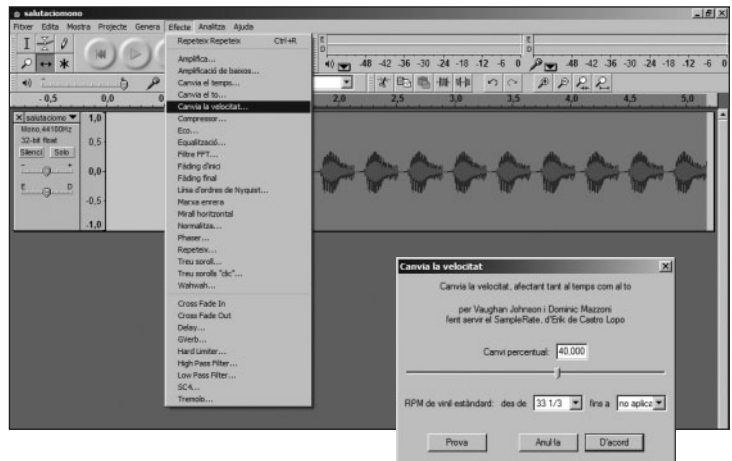 salutaciomono
Fitxer Edita Mostra Projecte Genera Efecte Analitza Ajuda
Repeteix Repeteix Ctrl+R
Amplifica...
Amplificació de baixos...
Canvia el temps...
Canvia el to...
Canvia la velocitat...
Compressor...
Eco...
Equalització...
Filtre FFT...
Fàding d'inici
Fàding final
Línia d'ordres de Nyquist...
Marxa enrera
Mirall horitzontal
Normalitza...
Phaser...
Repeteix...
Treu soroll...
Treu sorolls "clic"...
Wahwah...
Cross Fade In
Cross Fade Out
Delay...
GVerb...
Hard Limiter...
High Pass Filter...
Low Pass Filter...
SC4...
Tremolo...
E
D
-48 -42 -36 -30 -24 -18 -12 -6 0
E
D
-48 -42 -36 -30 -24 -18 -12 -6 0
-0,5 0,0 2,0 2,5 3,0 3,5 4,0 4,5 5,0
salutaciomo
Mono,44100Hz
32-bit float
Silenci Solo
- +
E D
1,0
0,5
0,0
-0,5
-1,0
Canvia la velocitat
Canvia la velocitat, afectant tant al temps com al to
per Vaughan Johnson i Dominic Mazzoni
fent servir el SampleRate, d'Erik de Castro Lopo
Canvi percentual: 40,000
RPM de vinil estàndard: des de 33 1/3 fins a no aplica
Prova Anul·la D'acord